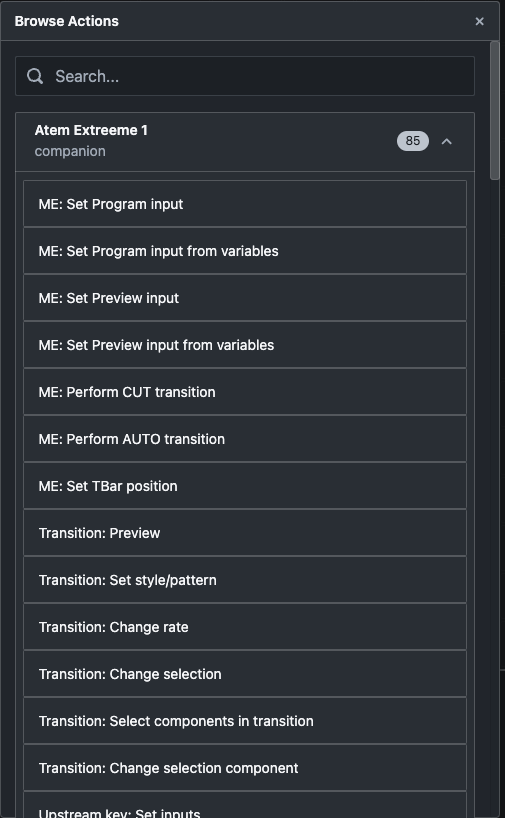 Browse Actions
Search...
Atem Extreeme 1
companion
85
ME: Set Program input
ME: Set Program input from variables
ME: Set Preview input
ME: Set Preview input from variables
ME: Perform CUT transition
ME: Perform AUTO transition
ME: Set TBar position
Transition: Preview
Transition: Set style/pattern
Transition: Change rate
Transition: Change selection
Transition: Select components in transition
Transition: Change selection component
Upstream key: Set inputs